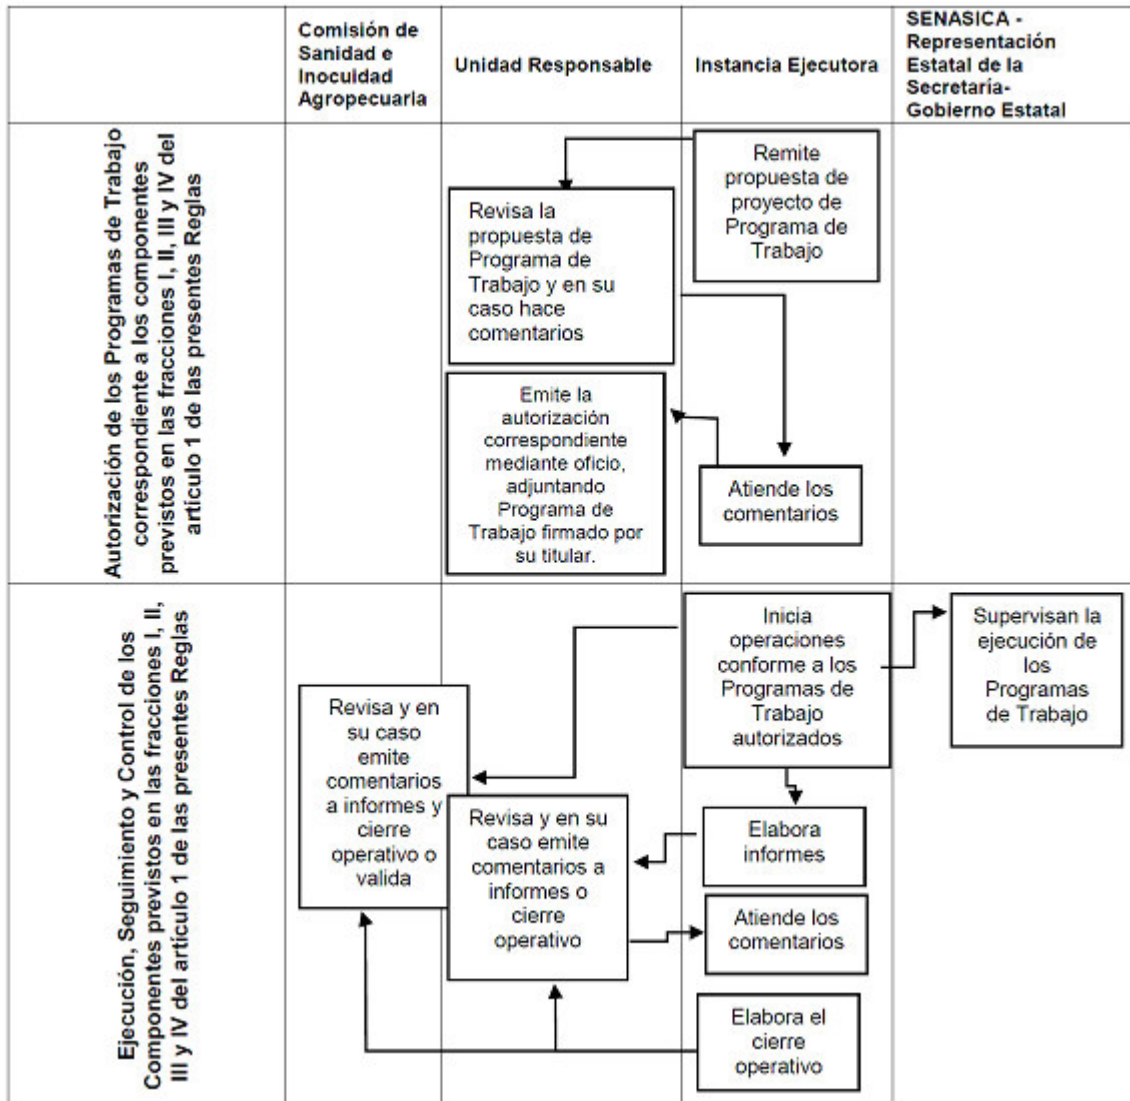 Comisión de
Sanidad e
Inocuidad
Agropecuaria
Unidad Responsable
Instancia Ejecutora
SENASICA -
Representación
Estatal de la
Secretaría-
Gobierno Estatal
Autorización de los Programas de Trabajo
correspondiente a los componentes
previstos en las fracciones I, II, III y IV del
artículo 1 de las presentes Reglas
Remite
propuesta de
proyecto de
Programa de
Trabajo
Revisa la
propuesta de
Programa de
Trabajo y en su
caso hace
comentarios
Emite la
autorización
correspondiente
mediante oficio,
adjuntando
Programa de
Trabajo firmado por
su titular.
Atiende los
comentarios
Ejecución, Seguimiento y Control de los
Componentes previstos en las fracciones I, II,
III y IV del artículo 1 de las presentes Reglas
Inicia
operaciones
conforme a los
Programas de
Trabajo
autorizados
Supervisan la
ejecución de
los
Programas
de Trabajo
Revisa y en
su caso
emite
comentarios
a informes y
cierre
operativo o
valida
Revisa y en su
caso emite
comentarios a
informes o
cierre
operativo
Elabora
informes
Atiende los
comentarios
Elabora el
cierre
operativo